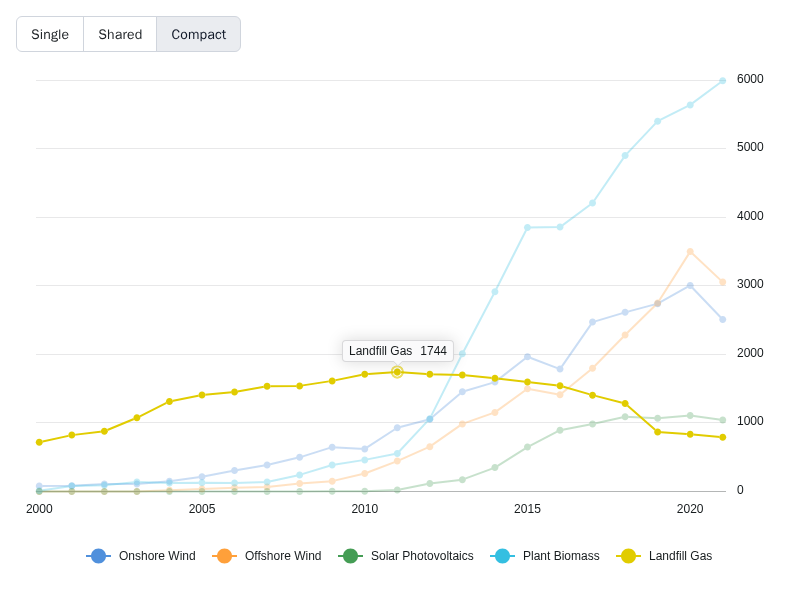 Single Shared Compact
6000
5000
4000
3000
2000
Landfill Gas 1744
1000
0
2000 2005 2010 2015 2020
Onshore Wind Offshore Wind Solar Photovoltaics Plant Biomass Landfill Gas